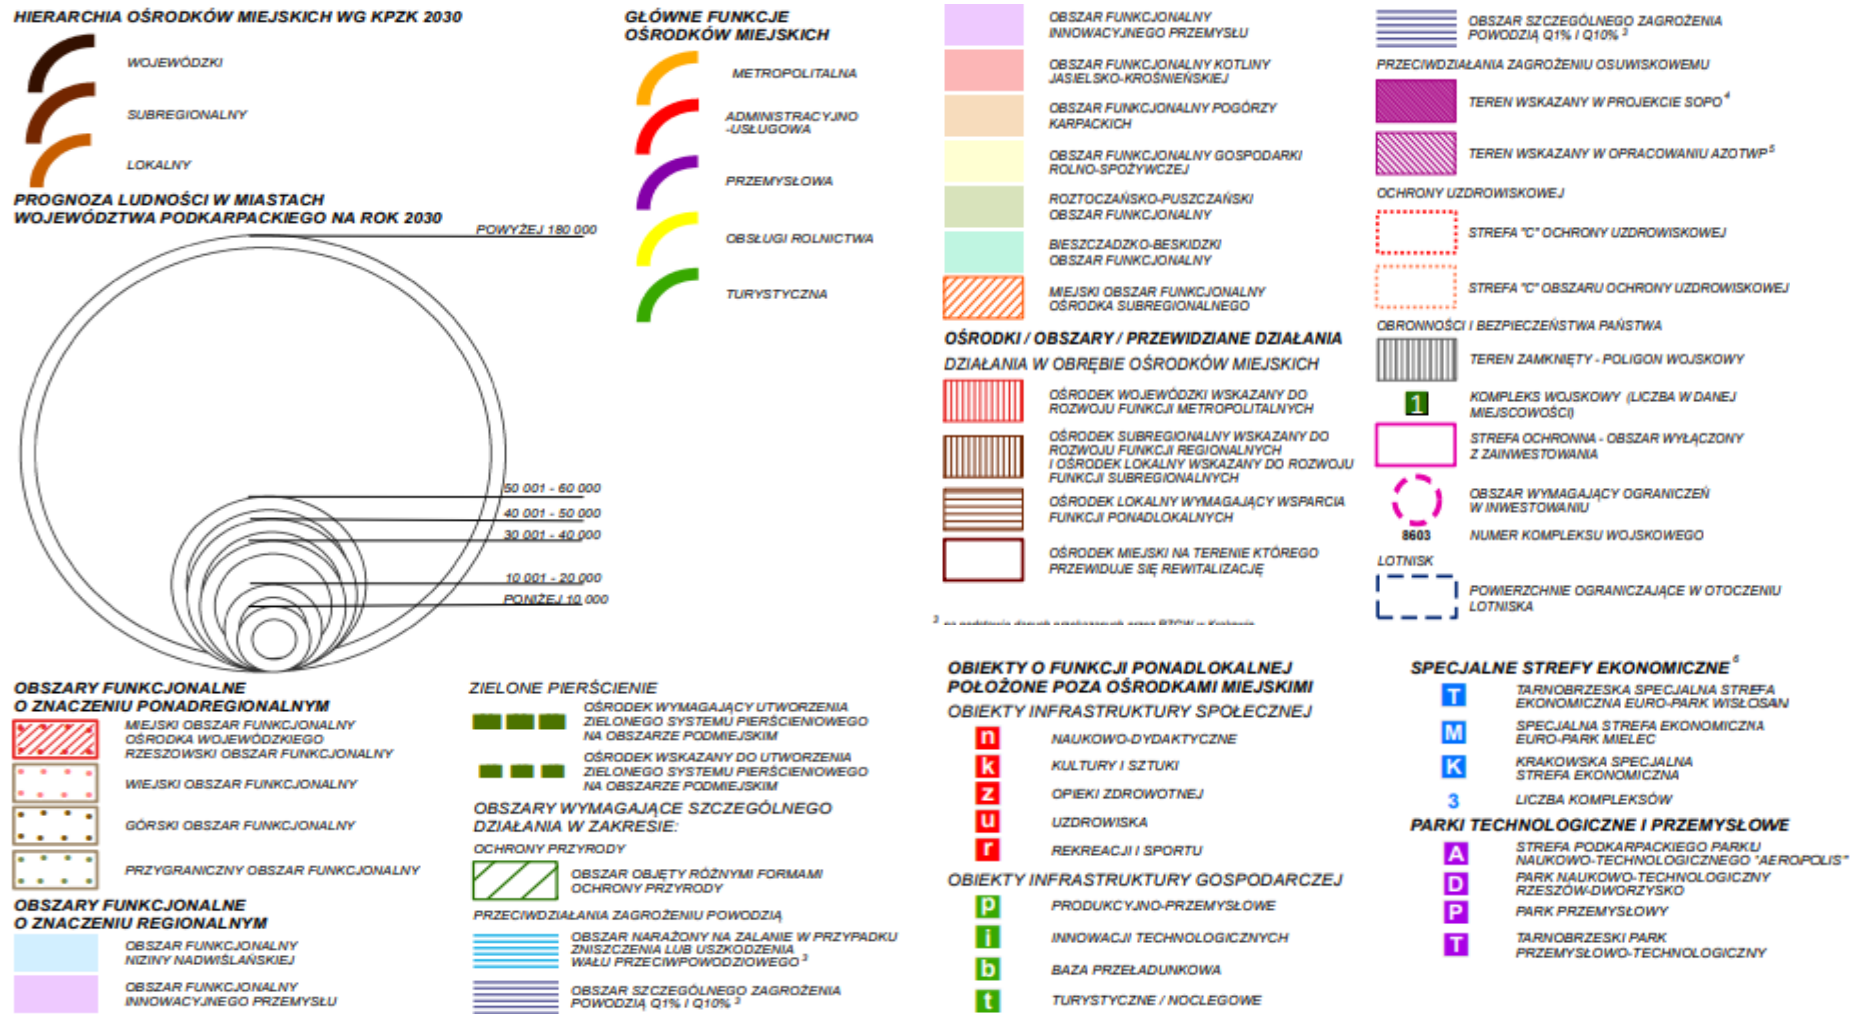 HIERARCHIA OŚRODKÓW MIEJSKICH WG KPZK 2030
WOJEWÓDZKI
SUBREGIONALNY
LOKALNY
PROGNOZA LUDNOŚCI W MIASTACH
WOJEWÓDZTWA PODKARPACKIEGO NA ROK 2030
POWYŻEJ 180 000
50 001 - 60 000
40 001 - 50 000
30 001 - 40 000
10 001 - 20 000
PONIŻEJ 10 000
GŁÓWNE FUNKCJE
OŚRODKÓW MIEJSKICH
METROPOLITALNA
ADMINISTRACYJNO
-USŁUGOWA
PRZEMYSŁOWA
OBSŁUGI ROLNICTWA
TURYSTYCZNA
OBSZARY FUNKCJONALNE
O ZNACZENIU PONADREGIONALNYM
MIEJSKI OBSZAR FUNKCJONALNY
OŚRODKA WOJEWÓDZKIEGO
RZESZOWSKI OBSZAR FUNKCJONALNY
WIEJSKI OBSZAR FUNKCJONALNY
GÓRSKI OBSZAR FUNKCJONALNY
PRZYGRANICZNY OBSZAR FUNKCJONALNY
OBSZARY FUNKCJONALNE
O ZNACZENIU REGIONALNYM
OBSZAR FUNKCJONALNY
NIZINY NADWIŚLAŃSKIEJ
OBSZAR FUNKCJONALNY
INNOWACYJNEGO PRZEMYSŁU
ZIELONE PIERŚCIENIE
OŚRODEK WYMAGAJĄCY UTWORZENIA
ZIELONEGO SYSTEMU PIERŚCIENIOWEGO
NA OBSZARZE PODMIEJSKIM
OŚRODEK WSKAZANY DO UTWORZENIA
ZIELONEGO SYSTEMU PIERŚCIENIOWEGO
NA OBSZARZE PODMIEJSKIM
OBSZARY WYMAGAJĄCE SZCZEGÓLNEGO
DZIAŁANIA W ZAKRESIE:
OCHRONY PRZYRODY
OBSZAR OBJĘTY RÓŻNYMI FORMAMI
OCHRONY PRZYRODY
PRZECIWDZIAŁANIA ZAGROŻENIU POWODZIĄ
OBSZAR NARAŻONY NA ZALANIE W PRZYPADKU
ZNISZCZENIA LUB USZKODZENIA
WAŁU PRZECIWPOWODZIOWEGO 3
OBSZAR SZCZEGÓLNEGO ZAGROŻENIA
POWODZIĄ Q1% I Q10% 3
OBSZAR FUNKCJONALNY
INNOWACYJNEGO PRZEMYSŁU
OBSZAR FUNKCJONALNY KOTLINY
JASIELSKO-KROŚNIEŃSKIEJ
OBSZAR FUNKCJONALNY POGÓRZY
KARPACKICH
OBSZAR FUNKCJONALNY GOSPODARKI
ROLNO-SPOŻYWCZEJ
ROZTOCZAŃSKO-PUSZCZAŃSKI
OBSZAR FUNKCJONALNY
BIESZCZADZKO-BESKIDZKI
OBSZAR FUNKCJONALNY
MIEJSKI OBSZAR FUNKCJONALNY
OŚRODKA SUBREGIONALNEGO
OŚRODKI / OBSZARY / PRZEWIDZIANE DZIAŁANIA
DZIAŁANIA W OBRĘBIE OŚRODKÓW MIEJSKICH
OŚRODEK WOJEWÓDZKI WSKAZANY DO
ROZWOJU FUNKCJI METROPOLITALNYCH
OŚRODEK SUBREGIONALNY WSKAZANY DO
ROZWOJU FUNKCJI REGIONALNYCH
I OŚRODEK LOKALNY WSKAZANY DO ROZWOJU
FUNKCJI SUBREGIONALNYCH
OŚRODEK LOKALNY WYMAGAJĄCY WSPARCIA
FUNKCJI PONADLOKALNYCH
OŚRODEK MIEJSKI NA TERENIE KTÓREGO
PRZEWIDUJE SIĘ REWITALIZACJĘ
3
OBSZAR SZCZEGÓLNEGO ZAGROŻENIA
POWODZIĄ Q1% I Q10% 3
PRZECIWDZIAŁANIA ZAGROŻENIU OSUWISKOWEMU
TEREN WSKAZANY W PROJEKCIE SOPO 4
TEREN WSKAZANY W OPRACOWANIU AZOTWP 5
OCHRONY UZDROWISKOWEJ
STREFA "C" OCHRONY UZDROWISKOWEJ
STREFA "C" OBSZARU OCHRONY UZDROWISKOWEJ
OBRONNOŚCI I BEZPIECZEŃSTWA PAŃSTWA
TEREN ZAMKNIĘTY - POLIGON WOJSKOWY
1 KOMPLEKS WOJSKOWY (LICZBA W DANEJ
MIEJSCOWOŚCI)
STREFA OCHRONNA - OBSZAR WYŁĄCZONY
Z ZAINWESTOWANIA
OBSZAR WYMAGAJĄCY OGRANICZEŃ
W INWESTOWANIU
8603 NUMER KOMPLEKSU WOJSKOWEGO
LOTNISK
POWIERZCHNIE OGRANICZAJĄCE W OTOCZENIU
LOTNISKA
OBIEKTY O FUNKCJI PONADLOKALNEJ
POŁOŻONE POZA OŚRODKAMI MIEJSKIMI
OBIEKTY INFRASTRUKTURY SPOŁECZNEJ
n NAUKOWO-DYDAKTYCZNE
k KULTURY I SZTUKI
z OPIEKI ZDROWOTNEJ
u UZDROWISKA
r REKREACJI I SPORTU
OBIEKTY INFRASTRUKTURY GOSPODARCZEJ
p PRODUKCYJNO-PRZEMYSŁOWE
i INNOWACJI TECHNOLOGICZNYCH
b BAZA PRZEŁADUNKOWA
t TURYSTYCZNE / NOCLEGOWE
SPECJALNE STREFY EKONOMICZNE 6
T TARNOBRZESKA SPECJALNA STREFA
EKONOMICZNA EURO-PARK WISŁOSAN
M SPECJALNA STREFA EKONOMICZNA
EURO-PARK MIELEC
K KRAKOWSKA SPECJALNA
STREFA EKONOMICZNA
3 LICZBA KOMPLEKSÓW
PARKI TECHNOLOGICZNE I PRZEMYSŁOWE
A STREFA PODKARPACKIEGO PARKU
NAUKOWO-TECHNOLOGICZNEGO "AEROPOLIS"
D PARK NAUKOWO-TECHNOLOGICZNY
RZESZÓW-DWORZYSKO
P PARK PRZEMYSŁOWY
T TARNOBRZESKI PARK
PRZEMYSŁOWO-TECHNOLOGICZNY